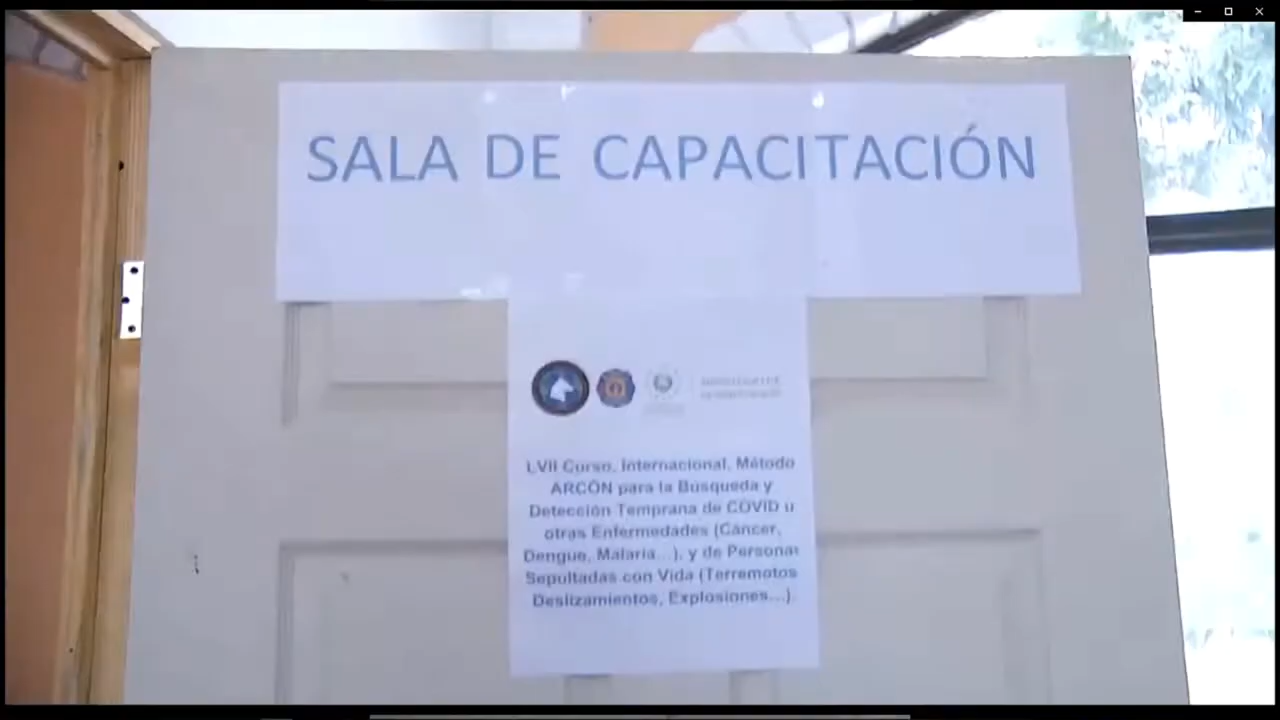 SALA DE CAPACITACIÓN
LVII Curso, Internacional, Método
ARCÓN para la Búsqueda y
Detección Temprana de COVID u
otras Enfermedades (Cáncer,
Dengue, Malaria...), y de Personas
Sepultadas con Vida (Terremotos
Deslizamientos, Explosiones...).